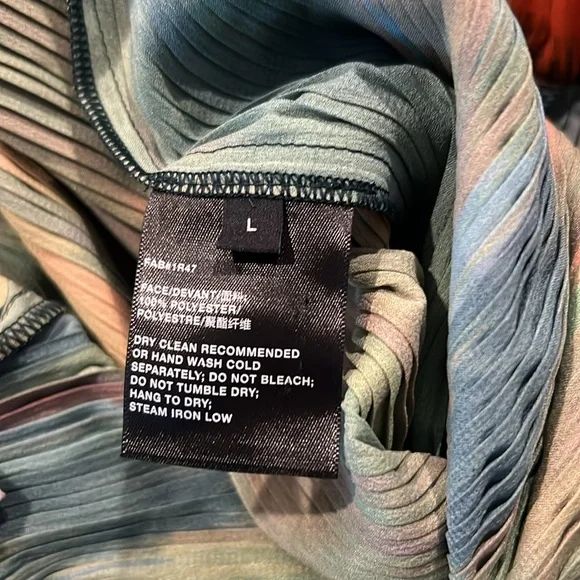 L
FAB#1R47
FACE/DEVANT/面料:
100% POLYESTER/
POLYESTRE/聚酯纤维
DRY CLEAN RECOMMENDED
OR HAND WASH COLD
SEPARATELY; DO NOT BLEACH;
DO NOT TUMBLE DRY;
HANG TO DRY;
STEAM IRON LOW